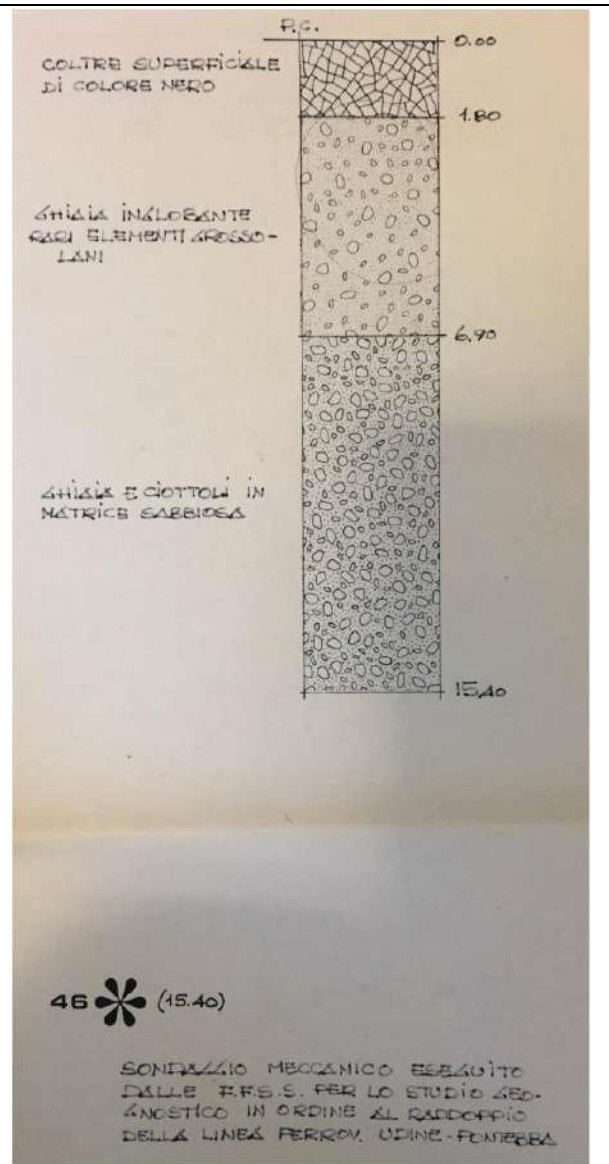 P.C.
0.00
COLTRE SUPERFICIALE
DI COLORE NERO
1.80
GHIAIA INGLOBANTE
RARI ELEMENTI GROSSO-
LANI
6,90
GHIAIA E CIOTTOLI IN
MATRICE SABBIOSA
15,40
46 (15.40)
SONDAGGIO MECCANICO ESEGUITO
DALLE F.F.S.S. PER LO STUDIO GEO-
GNOSTICO IN ORDINE AL RADDOPPIO
DELLA LINEA FERROV. UDINE-PONTEBBA